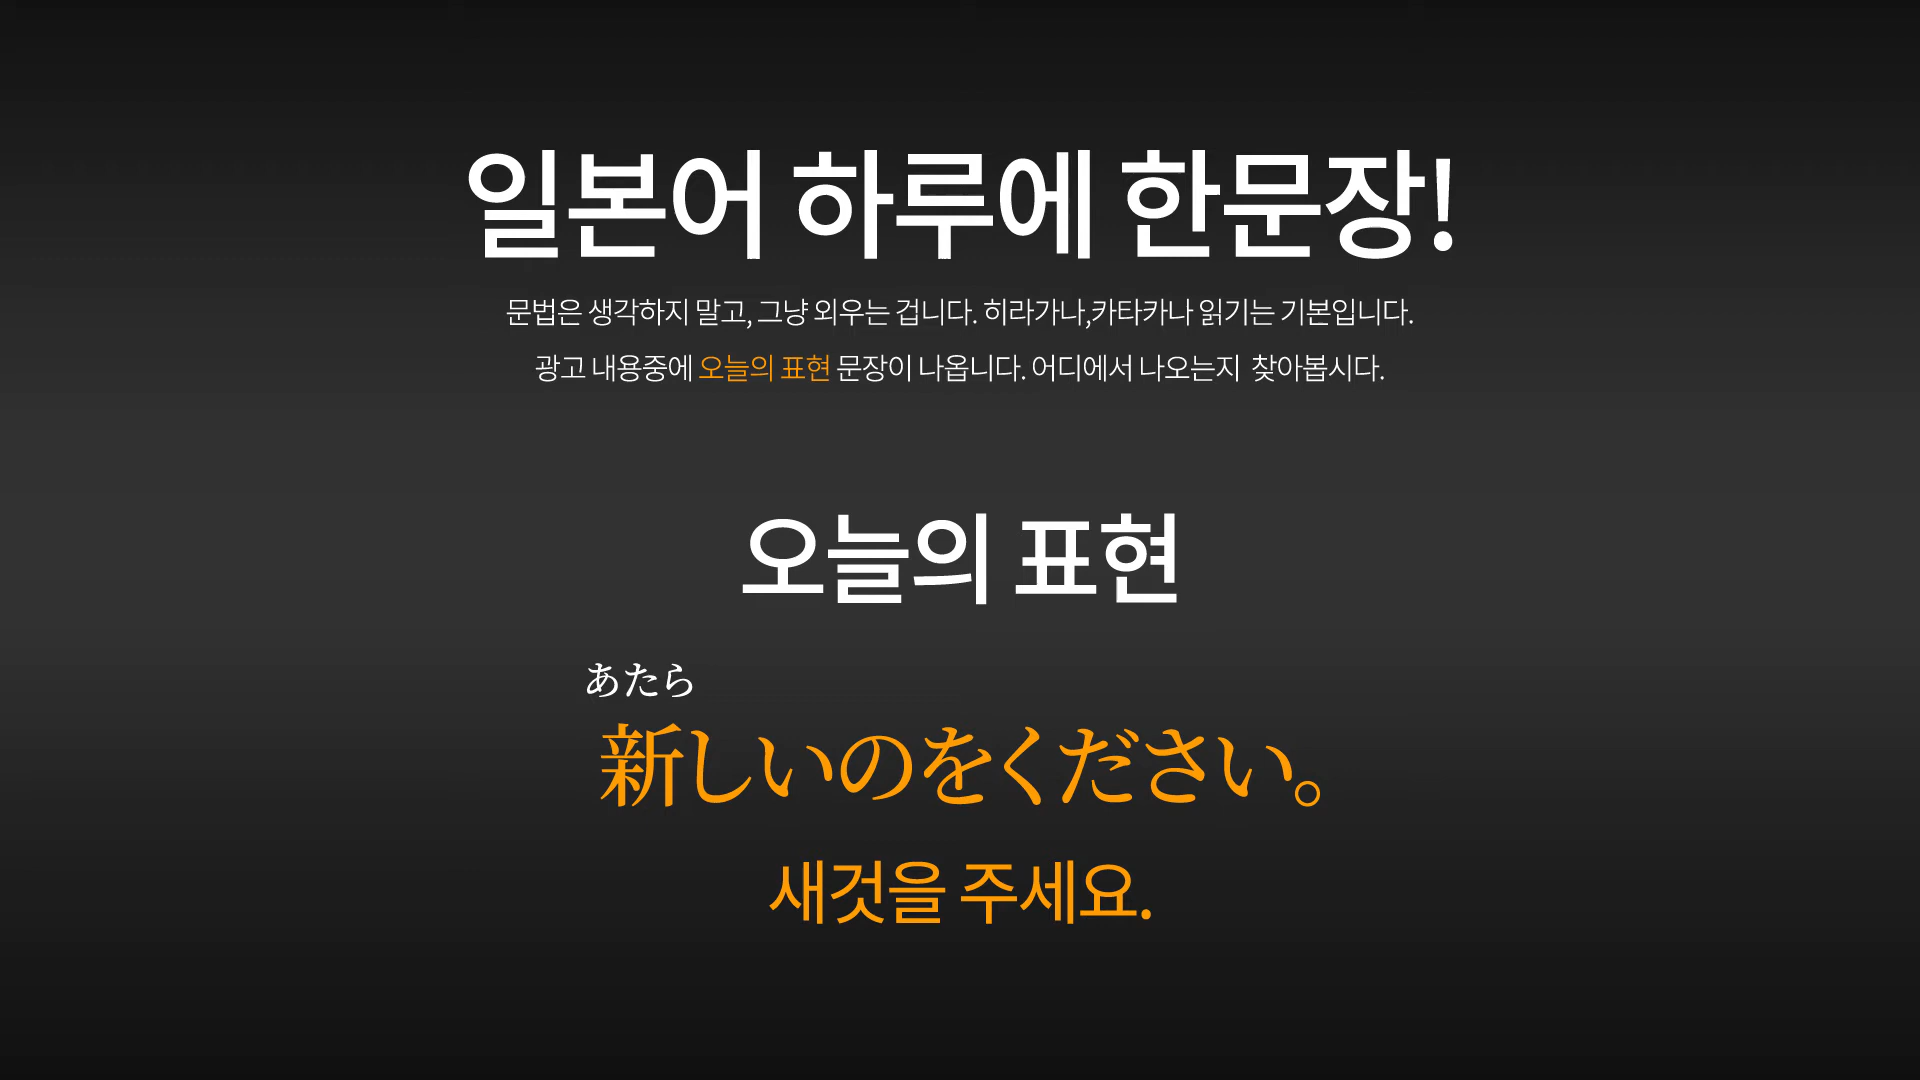 일본어 하루에 한문장!
문법은 생각하지 말고, 그냥 외우는 겁니다. 히라가나,카타카나 읽기는 기본입니다.
광고 내용중에 오늘의 표현 문장이 나옵니다. 어디에서 나오는지 찾아봅시다.
오늘의 표현
あたら
新しいのをください。
새것을 주세요.